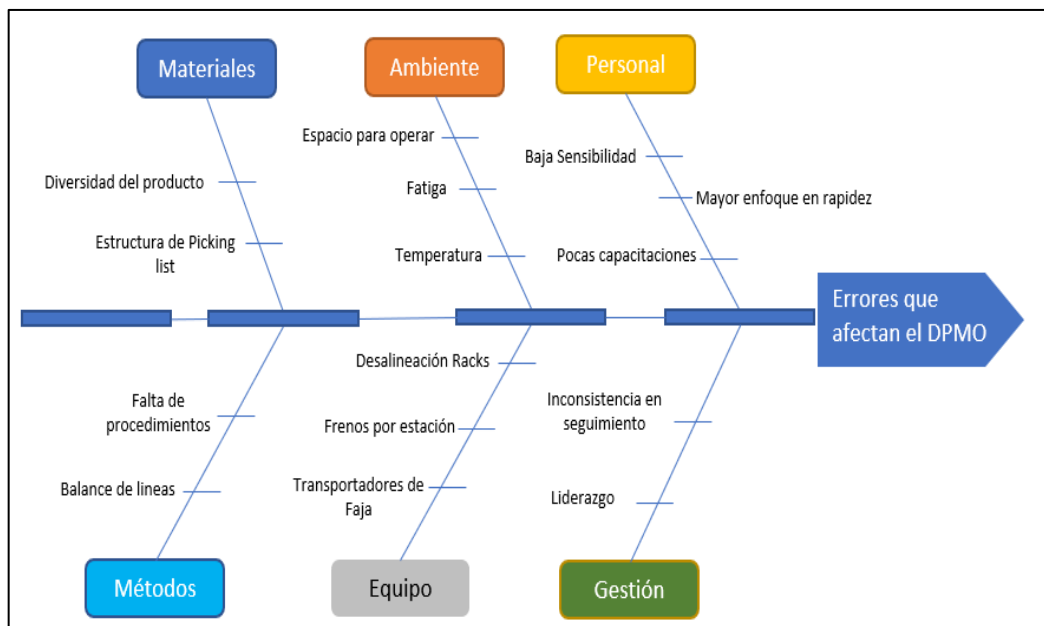 Materiales
Ambiente
Personal
Diversidad del producto
Estructura de Picking
list
Espacio para operar
Fatiga
Temperatura
Baja Sensibilidad
Mayor enfoque en rapidez
Pocas capacitaciones
Errores que
afectan el DPMO
Falta de
procedimientos
Balance de lineas
Desalineación Racks
Frenos por estación
Transportadores de
Faja
Inconsistencia en
seguimiento
Liderazgo
Métodos
Equipo
Gestión